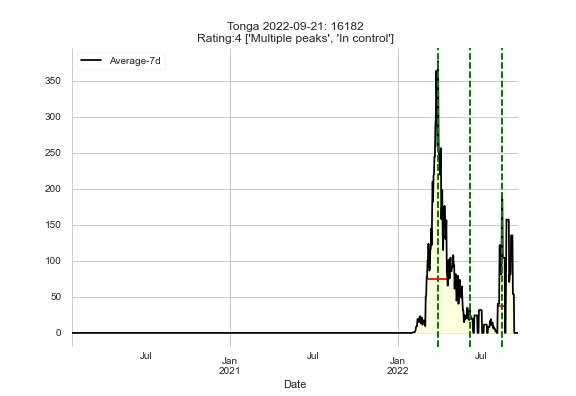 Tonga 2022-09-21: 16182
Rating:4 ['Multiple peaks', 'In control']
Average-7d
350
300
250
200
150
100
50
0
Jul
Jan
2021
Jul
Jan
2022
Jul
Date